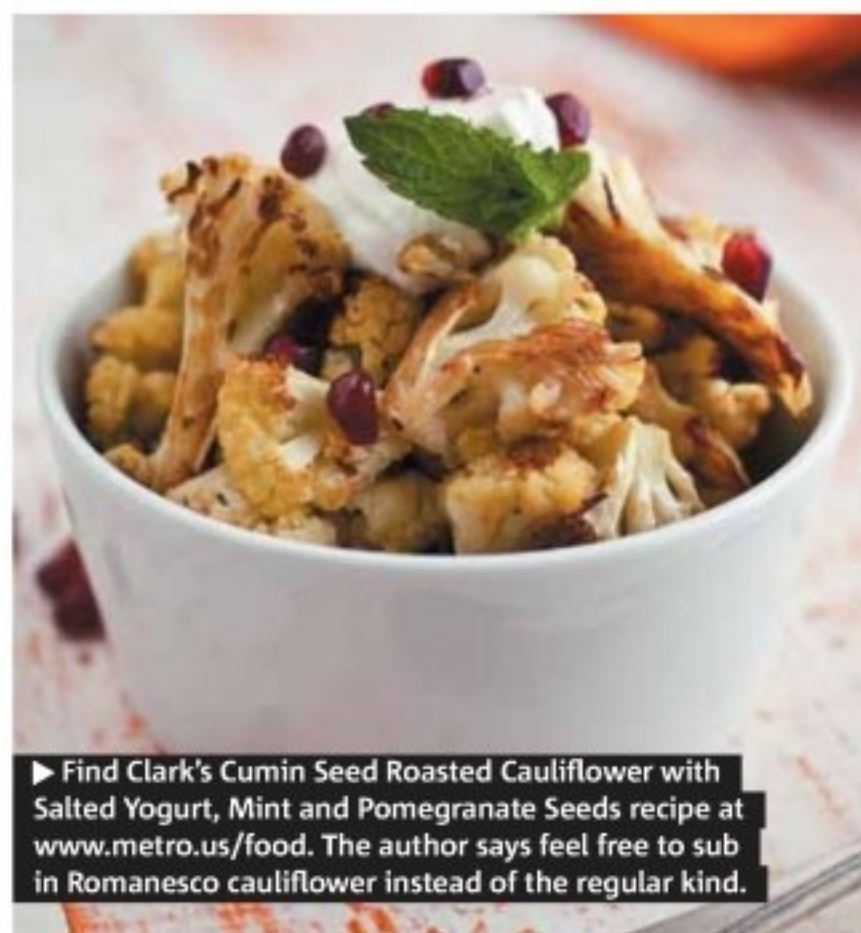 ▶ Find Clark's Cumin Seed Roasted Cauliflower with
Salted Yogurt, Mint and Pomegranate Seeds recipe at
www.metro.us/food. The author says feel free to sub
in Romanesco cauliflower instead of the regular kind.